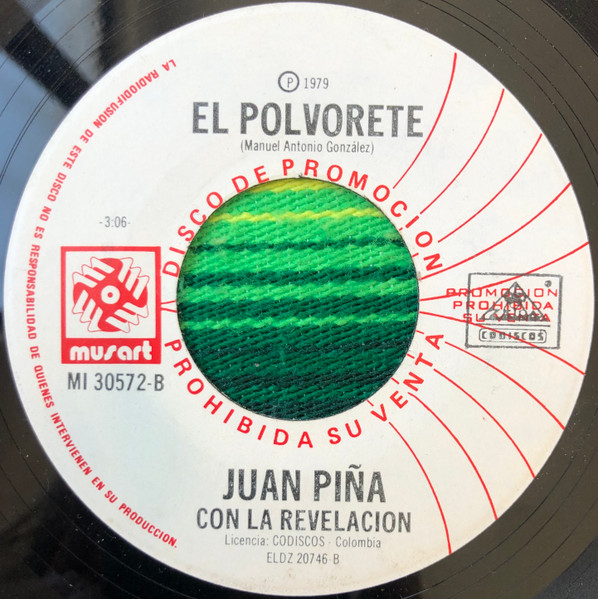 LA RADIODIFUSION DE ESTE DISCO NO ES RESPONSABILIDAD DE QUIENES INTERVIENEN EN SU PRODUCCION.
Ⓟ 1979
EL POLVORETE
(Manuel Antonio González)
DISCO DE PROMOCION
-3:06-
musart
MI 30572-B
PROMOCION
PROHIBIDA
SU VENTA
®
CODISCOS
PROHIBIDA SU VENTA
JUAN PIÑA
CON LA REVELACION
Licencia: CODISCOS - Colombia
ELDZ 20746-B